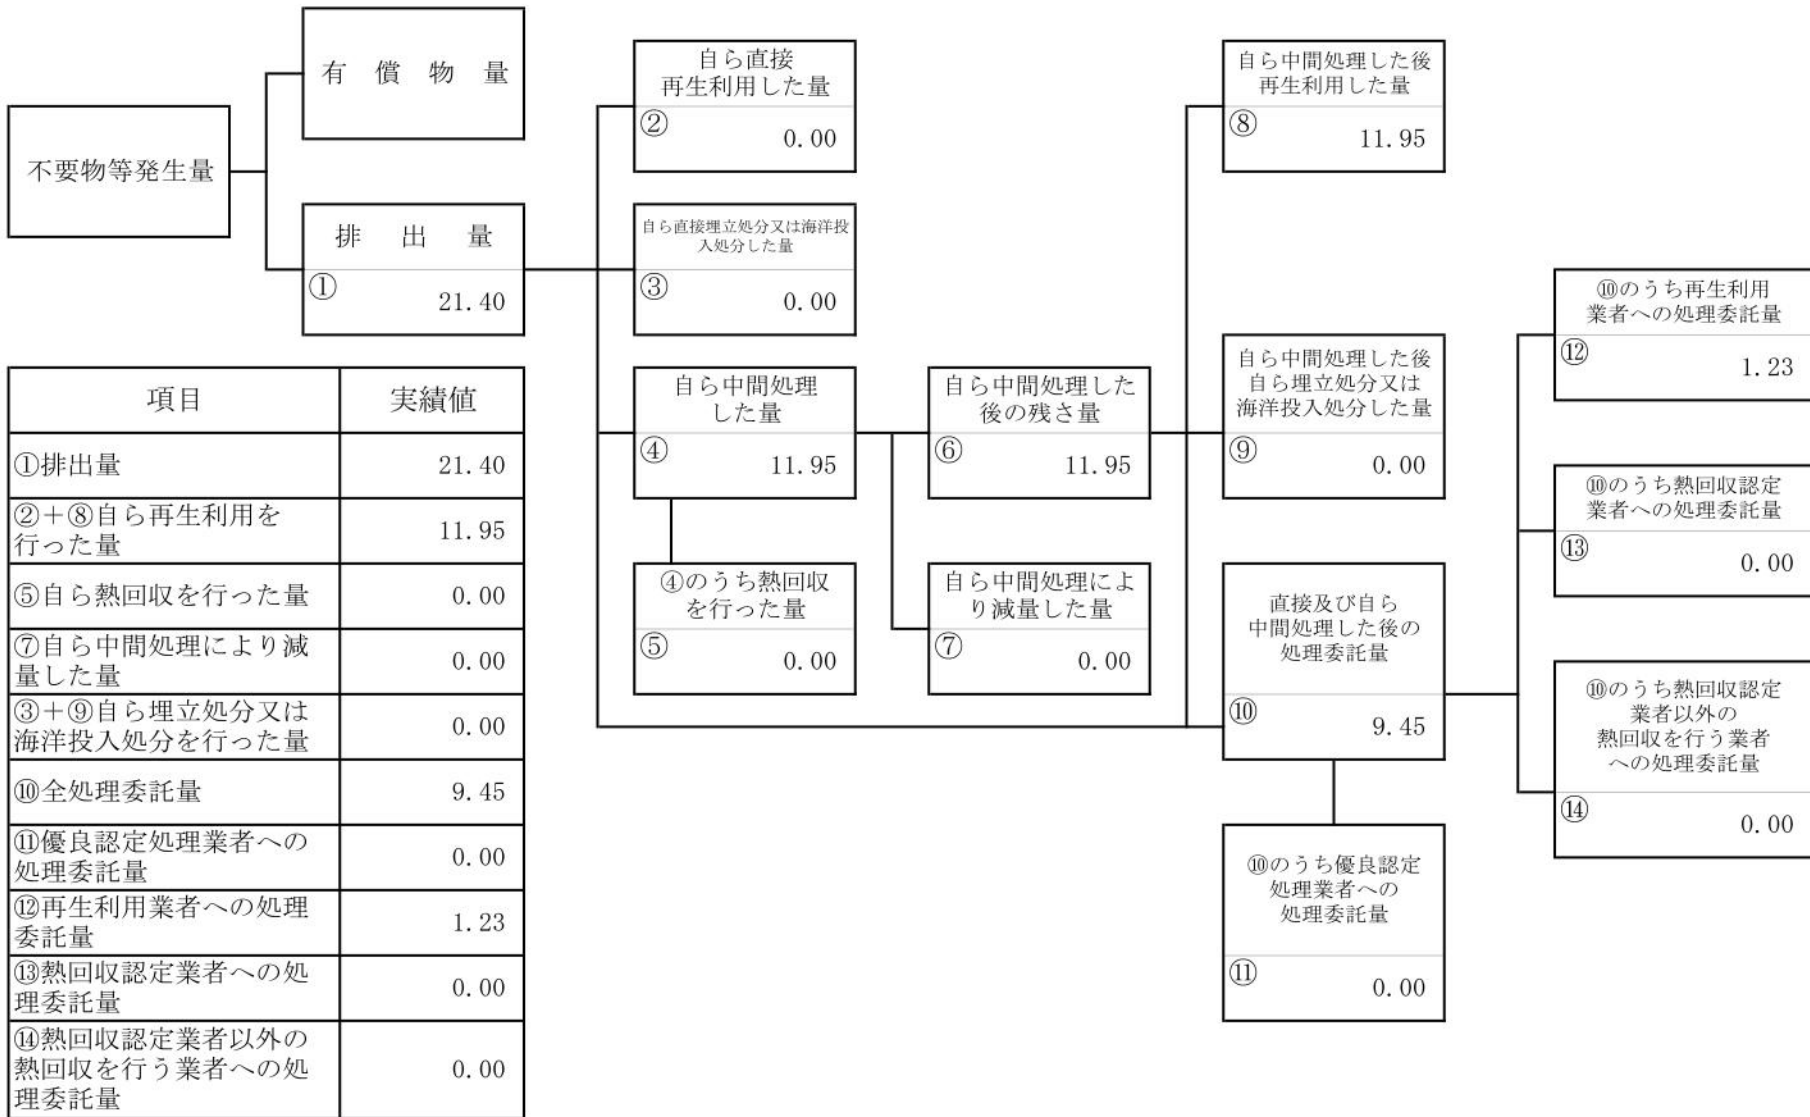 不要物等発生量
有償物量
排出量
①
21.40
自ら直接
再生利用した量
②
0.00
自ら直接埋立処分又は海洋投
入処分した量
③
0.00
自ら中間処理
した量
④
11.95
④のうち熱回収
を行った量
⑤
0.00
自ら中間処理した
後の残さ量
⑥
11.95
自ら中間処理によ
り減量した量
⑦
0.00
自ら中間処理した後
再生利用した量
⑧
11.95
自ら中間処理した後
自ら埋立処分又は
海洋投入処分した量
⑨
0.00
直接及び自ら
中間処理した後の
処理委託量
⑩
9.45
⑩のうち優良認定
処理業者への
処理委託量
⑪
0.00
⑩のうち再生利用
業者への処理委託量
⑫
1.23
⑩のうち熱回収認定
業者への処理委託量
⑬
0.00
⑩のうち熱回収認定
業者以外の
熱回収を行う業者
への処理委託量
⑭
0.00
項目 実績値
①排出量 21.40
②＋⑧自ら再生利用を
行った量 11.95
⑤自ら熱回収を行った量 0.00
⑦自ら中間処理により減
量した量 0.00
③＋⑨自ら埋立処分又は
海洋投入処分を行った量 0.00
⑩全処理委託量 9.45
⑪優良認定処理業者への
処理委託量 0.00
⑫再生利用業者への処理
委託量 1.23
⑬熱回収認定業者への処
理委託量 0.00
⑭熱回収認定業者以外の
熱回収を行う業者への処
理委託量 0.00